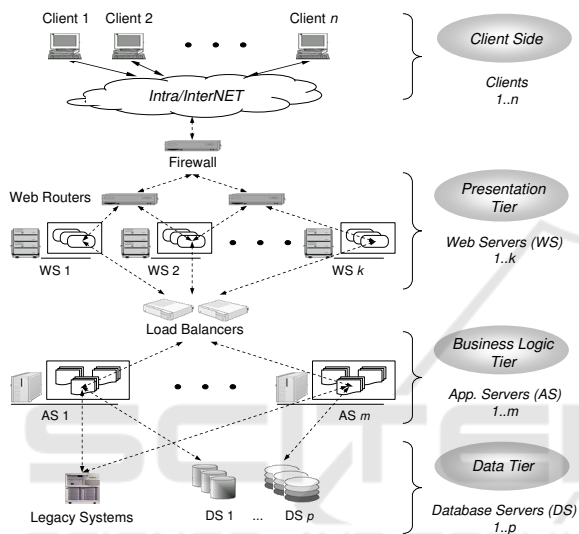 Client 1
Client 2
Client n
Client Side
Intra/InterNET
Clients
1..n
Firewall
Web Routers
Presentation
Tier
WS 1
WS 2
WS k
Web Servers (WS)
1..k
Load Balancers
Business Logic
Tier
AS 1
AS m
App. Servers (AS)
1..m
Data Tier
Legacy Systems
DS 1 ... DS p
Database Servers (DS)
1..p